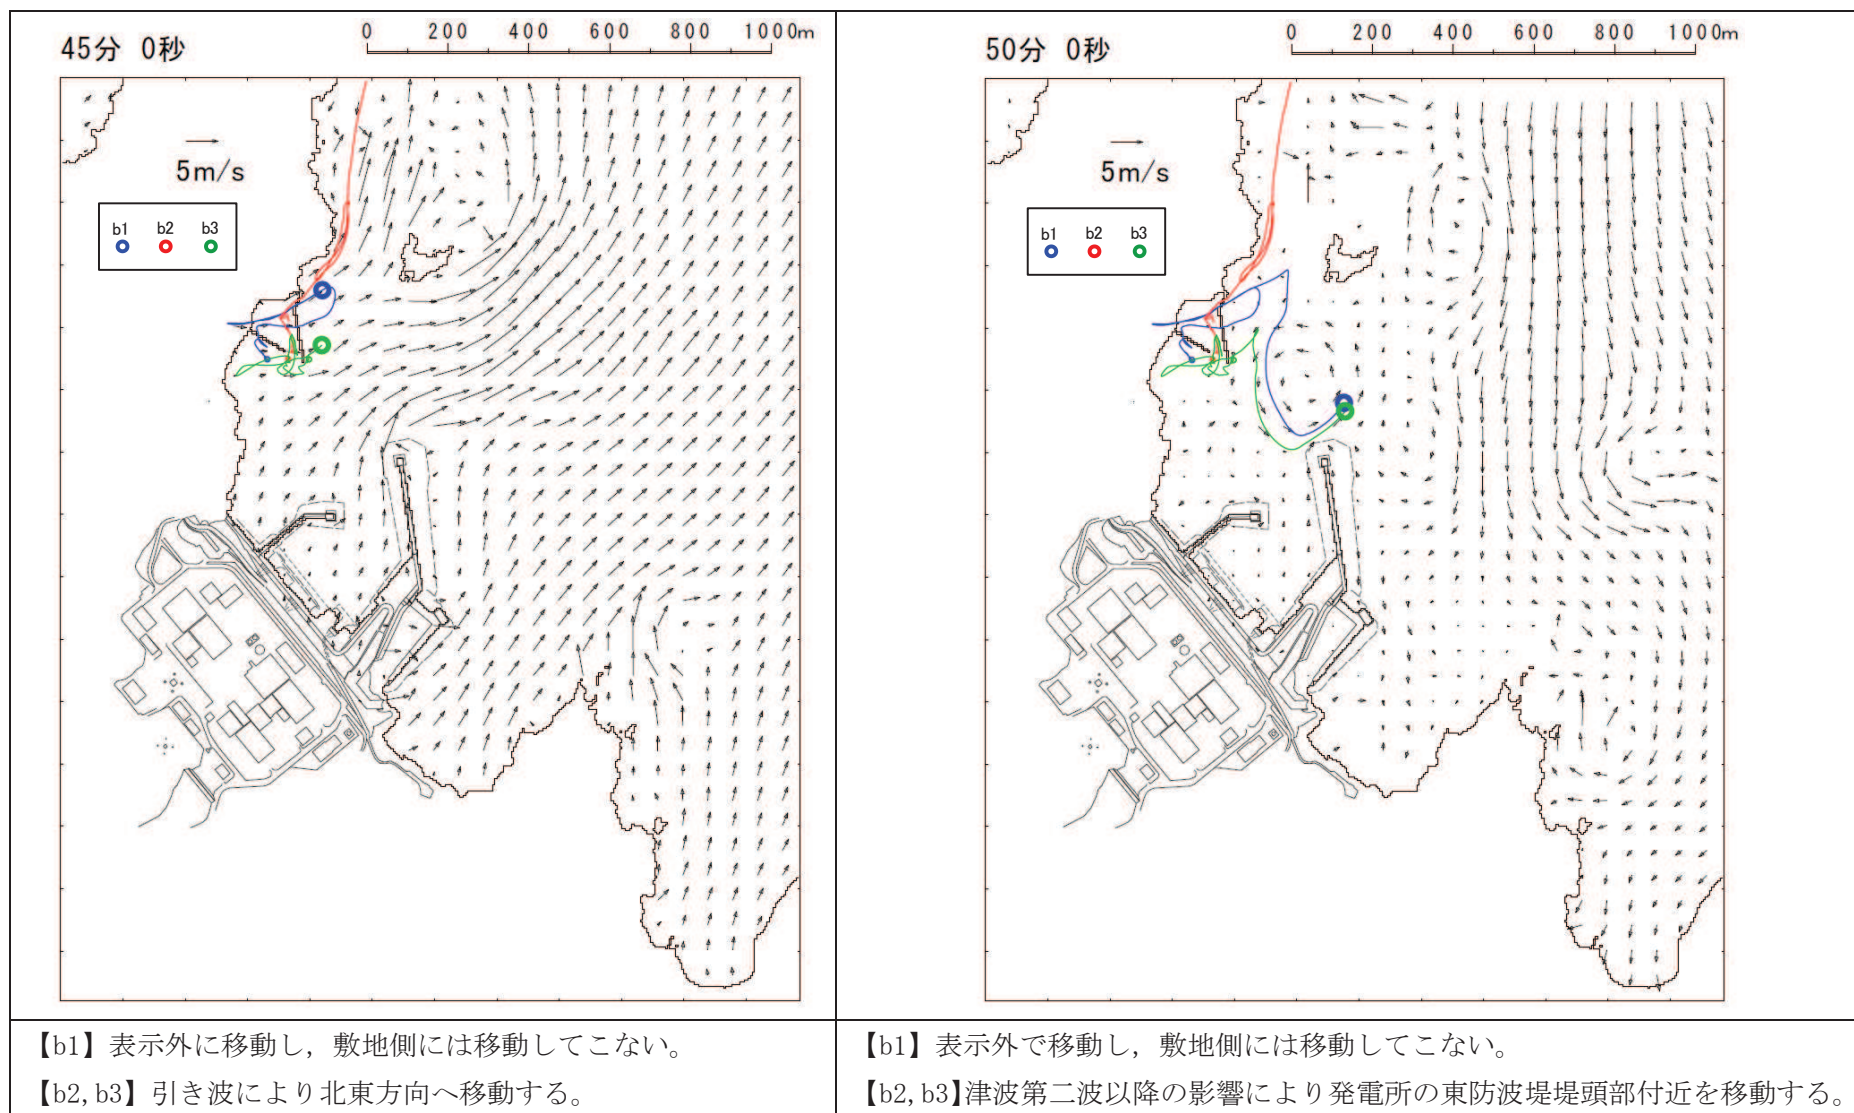 45分 0秒
0 200 400 600 800 1000m
5m/s
b1 b2 b3
50分 0秒
0 200 400 600 800 1000m
5m/s
b1 b2 b3
【b1】表示外に移動し，敷地側には移動してこない。
【b2,b3】引き波により北東方向へ移動する。
【b1】表示外で移動し，敷地側には移動してこない。
【b2,b3】津波第二波以降の影響により発電所の東防波堤堤頭部付近を移動する。